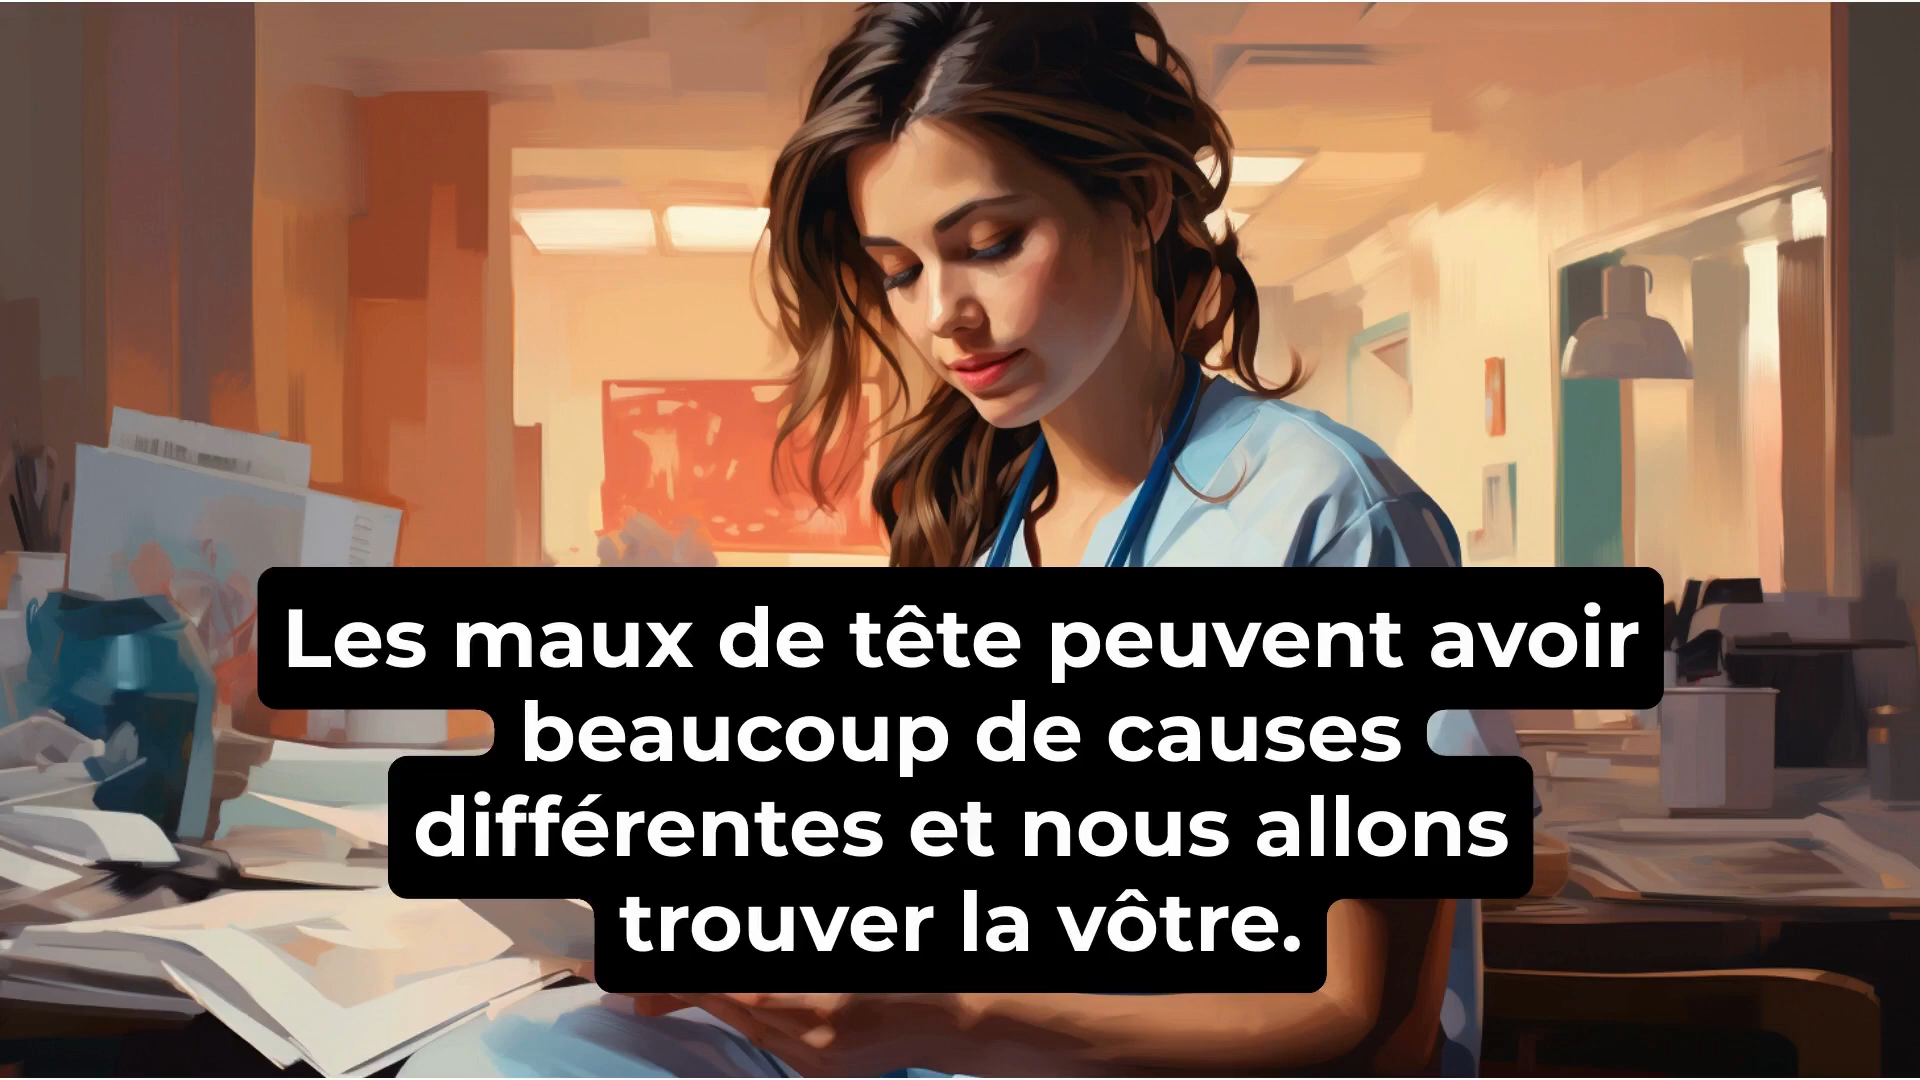 Les maux de tête peuvent avoir
beaucoup de causes
différentes et nous allons
trouver la vôtre.